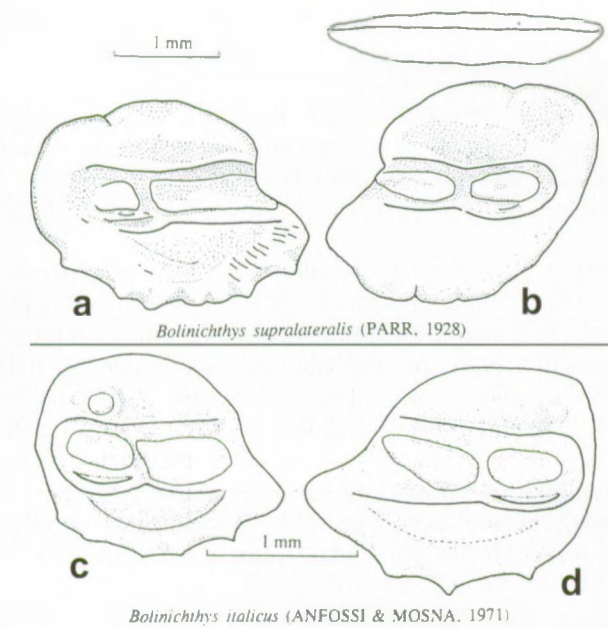 1 mm
a
b
Bolinichthys supralateralis (PARR, 1928)
c
1 mm
d
Bolinichthys italicus (ANFOSSI & MOSNA, 1971)